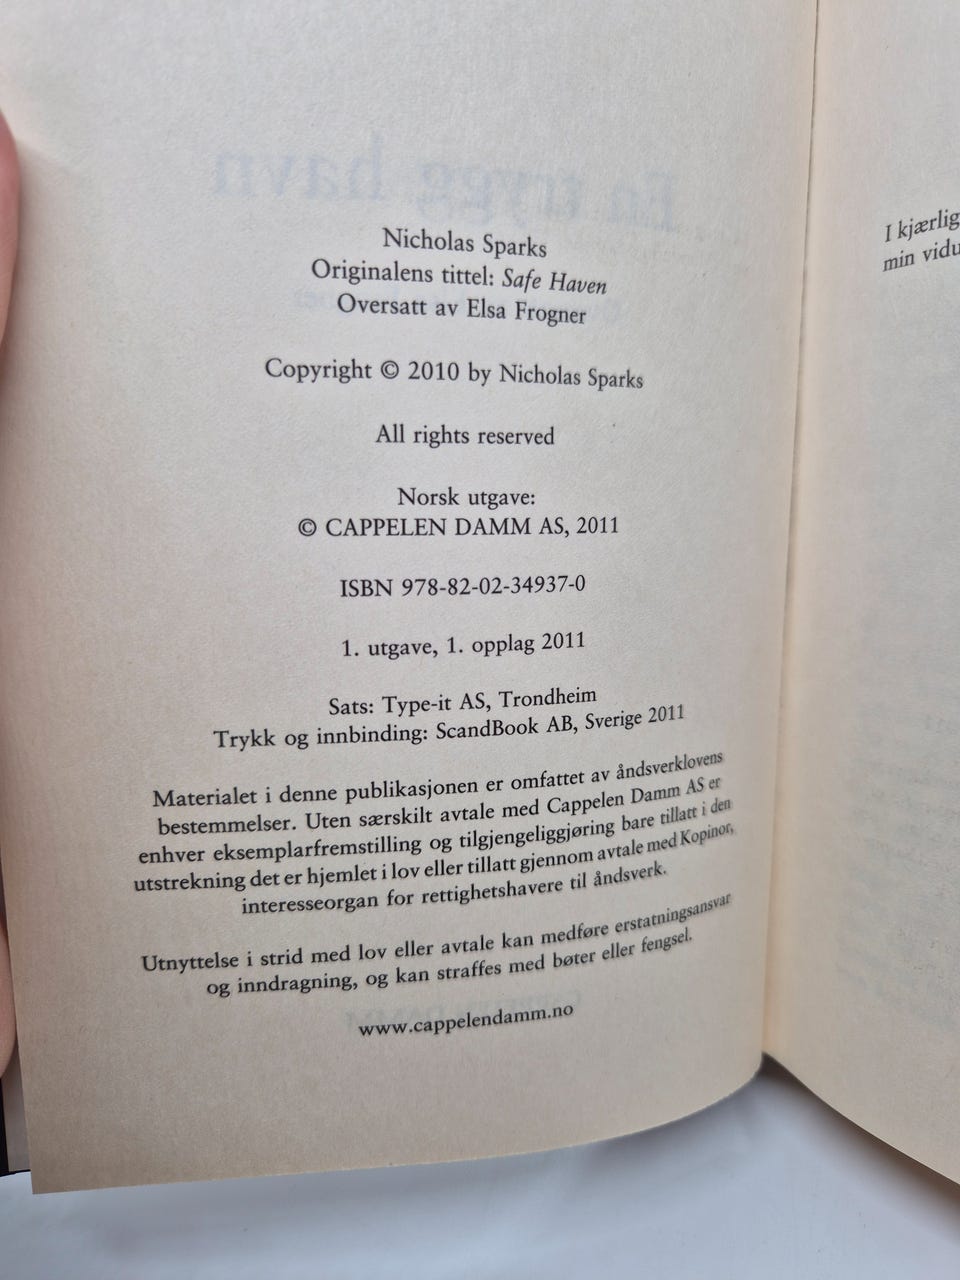 Nicholas Sparks
Originalens tittel: Safe Haven
Oversatt av Elsa Frogner
Copyright © 2010 by Nicholas Sparks
All rights reserved
Norsk utgave:
© CAPPELEN DAMM AS, 2011
ISBN 978-82-02-34937-0
1. utgave, 1. opplag 2011
Sats: Type-it AS, Trondheim
Trykk og innbinding: ScandBook AB, Sverige 2011
Materialet i denne publikasjonen er omfattet av åndsverklovens
bestemmelser. Uten særskilt avtale med Cappelen Damm AS er
enhver eksemplarfremstilling og tilgjengeliggjøring bare tillatt i den
utstrekning det er hjemlet i lov eller tillatt gjennom avtale med Kopinor,
interesseorgan for rettighetshavere til åndsverk.
Utnyttelse i strid med lov eller avtale kan medføre erstatningsansvar
og inndragning, og kan straffes med bøter eller fengsel.
www.cappelendamm.no
I kjærlig
min vidu